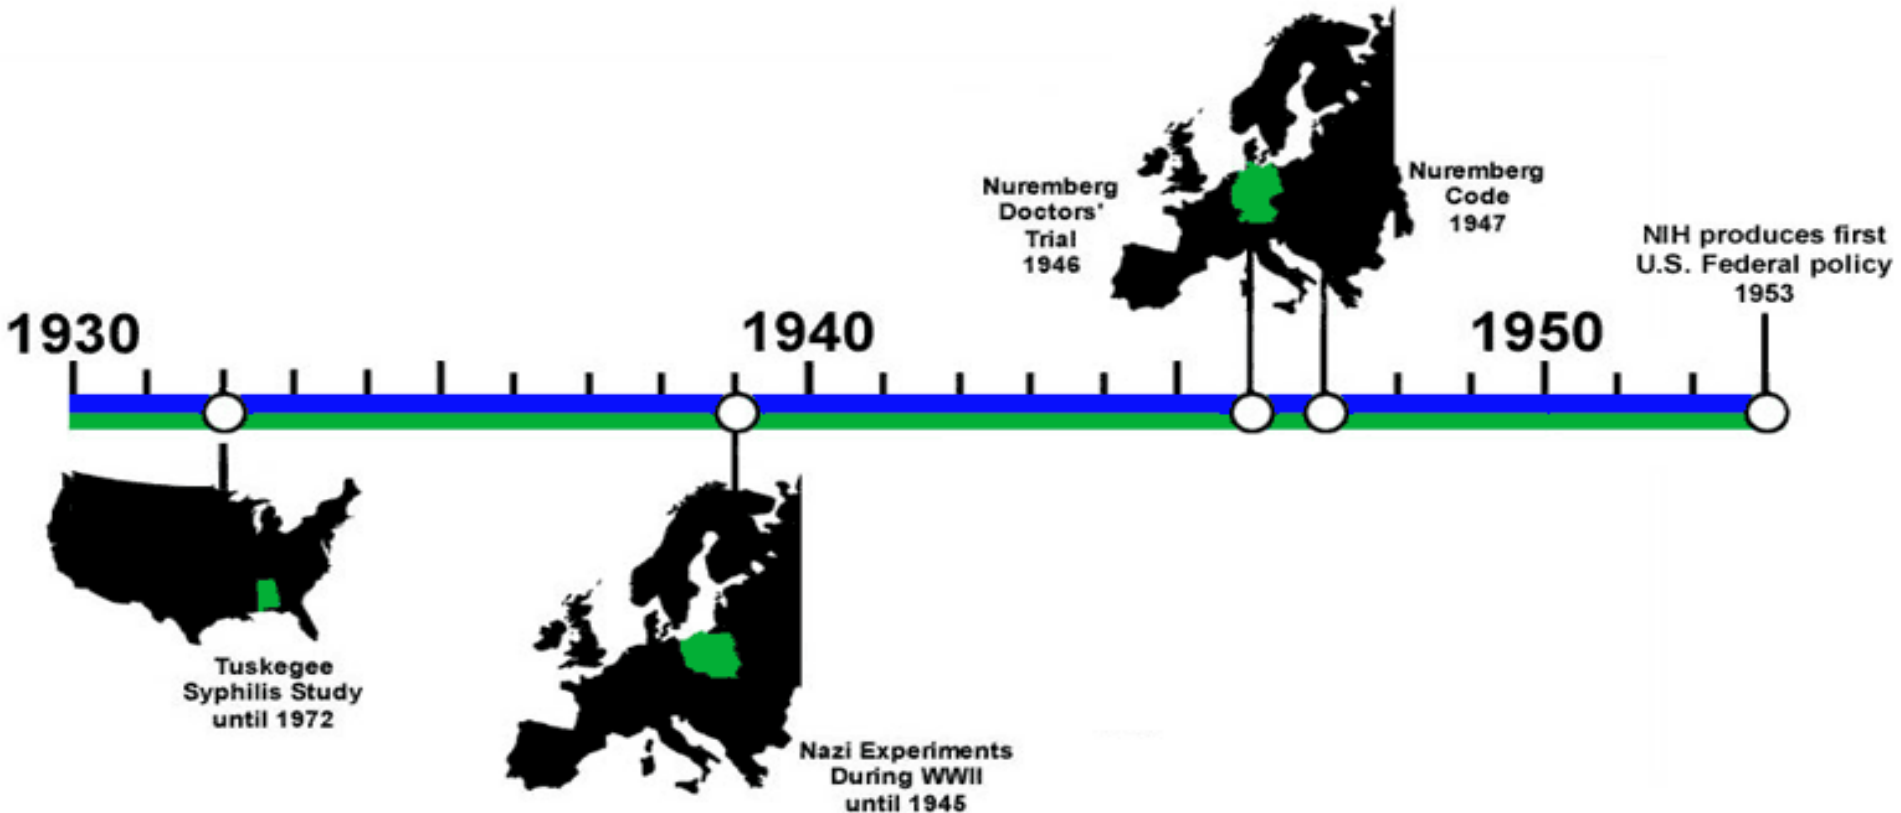 Nuremberg
Doctors'
Trial
1946
Nuremberg
Code
1947
NIH produces first
U.S. Federal policy
1953
1930
1940
1950
Tuskegee
Syphilis Study
until 1972
Nazi Experiments
During WWII
until 1945